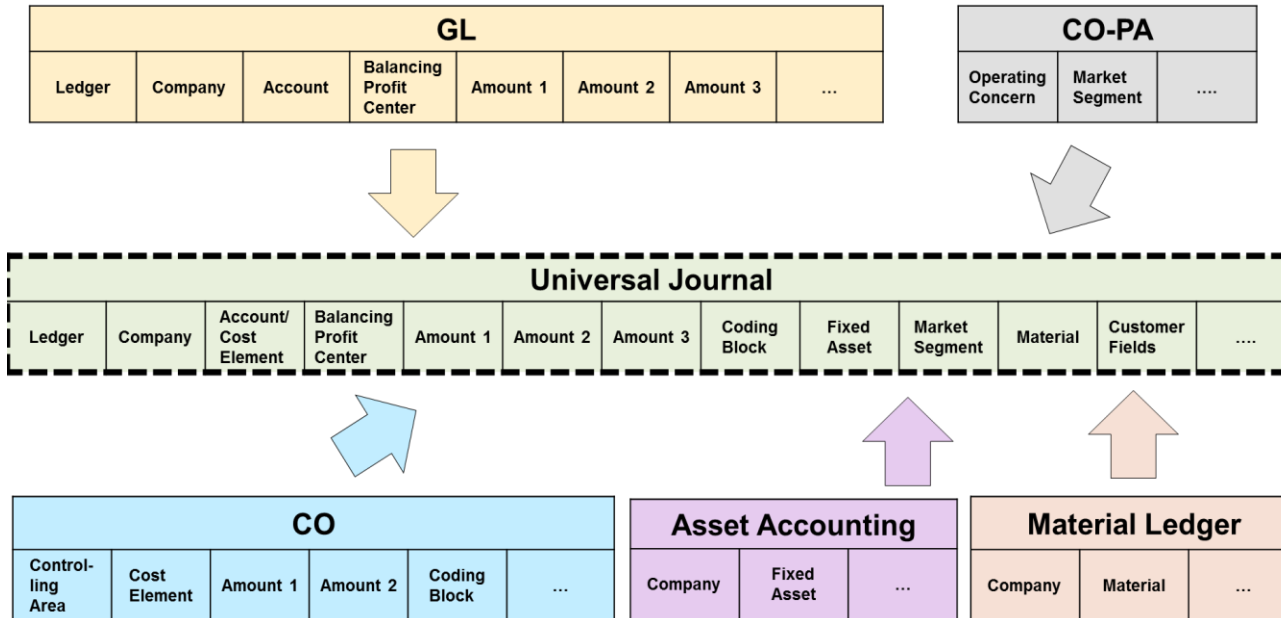 GL
Ledger
Company
Account
Balancing
Profit
Center
Amount 1
Amount 2
Amount 3
...
CO-PA
Operating
Concern
Market
Segment
....
Universal Journal
Ledger
Company
Account/
Cost
Element
Balancing
Profit
Center
Amount 1
Amount 2
Amount 3
Coding
Block
Fixed
Asset
Market
Segment
Material
Customer
Fields
....
CO
Control-
ling
Area
Cost
Element
Amount 1
Amount 2
Coding
Block
...
Asset Accounting
Company
Fixed
Asset
...
Material Ledger
Company
Material
...